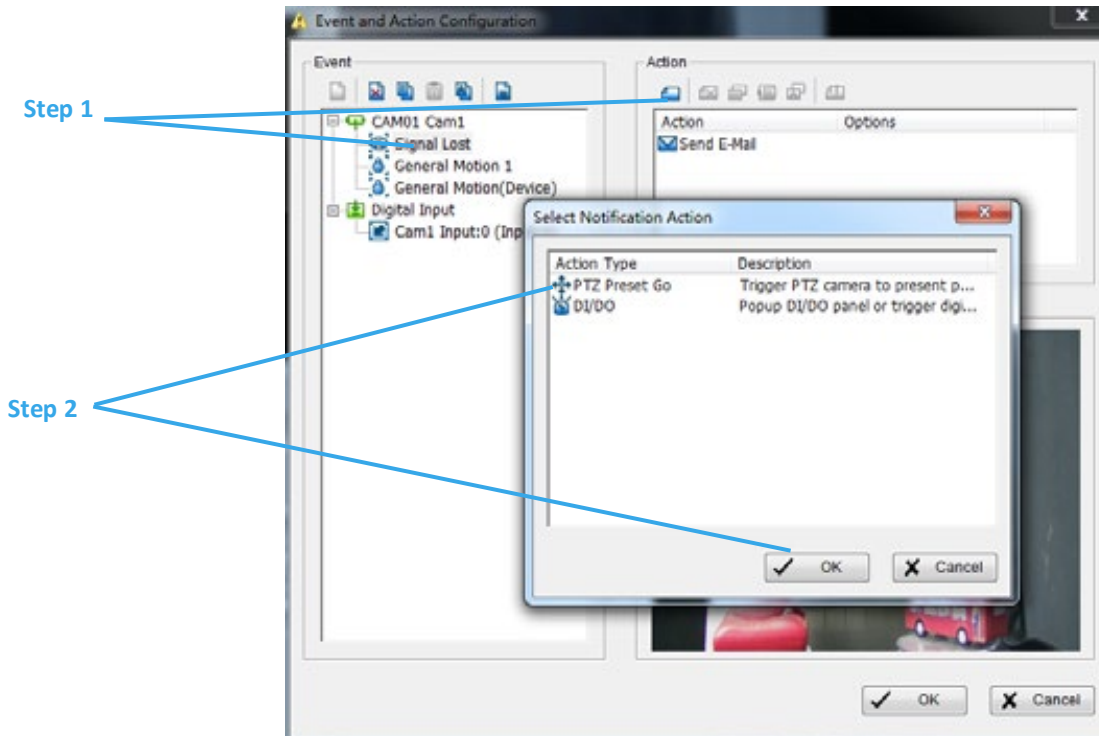 Event and Action Configuration
Event
Action
Step 1
CAM01 Cam1
Signal Lost
General Motion 1
General Motion(Device)
Digital Input
Cam1 Input:0 (Inp
Action Options
Send E-Mail
Select Notification Action
Action Type Description
PTZ Preset Go Trigger PTZ camera to present p...
DI/DO Popup DI/DO panel or trigger digi...
Step 2
OK Cancel
OK Cancel